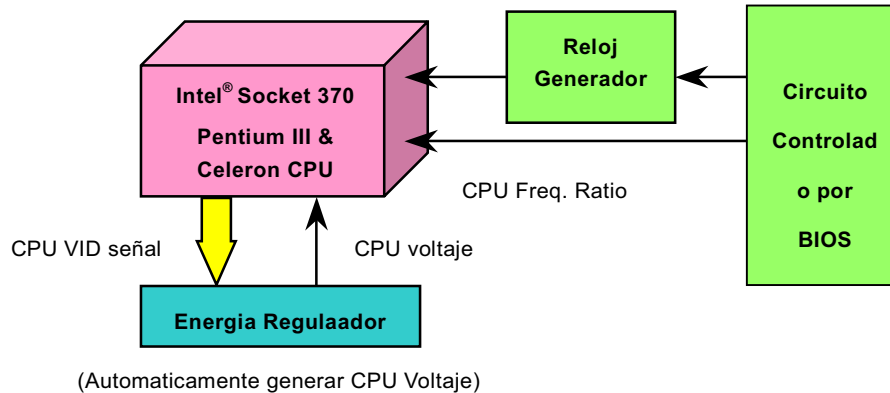 Reloj
Generador
Intel® Socket 370
Pentium III &
Celeron CPU
Circuito
Controlad
o por
BIOS
CPU Freq. Ratio
CPU VID señal
CPU voltaje
Energia Regulaador
(Automaticamente generar CPU Voltaje)